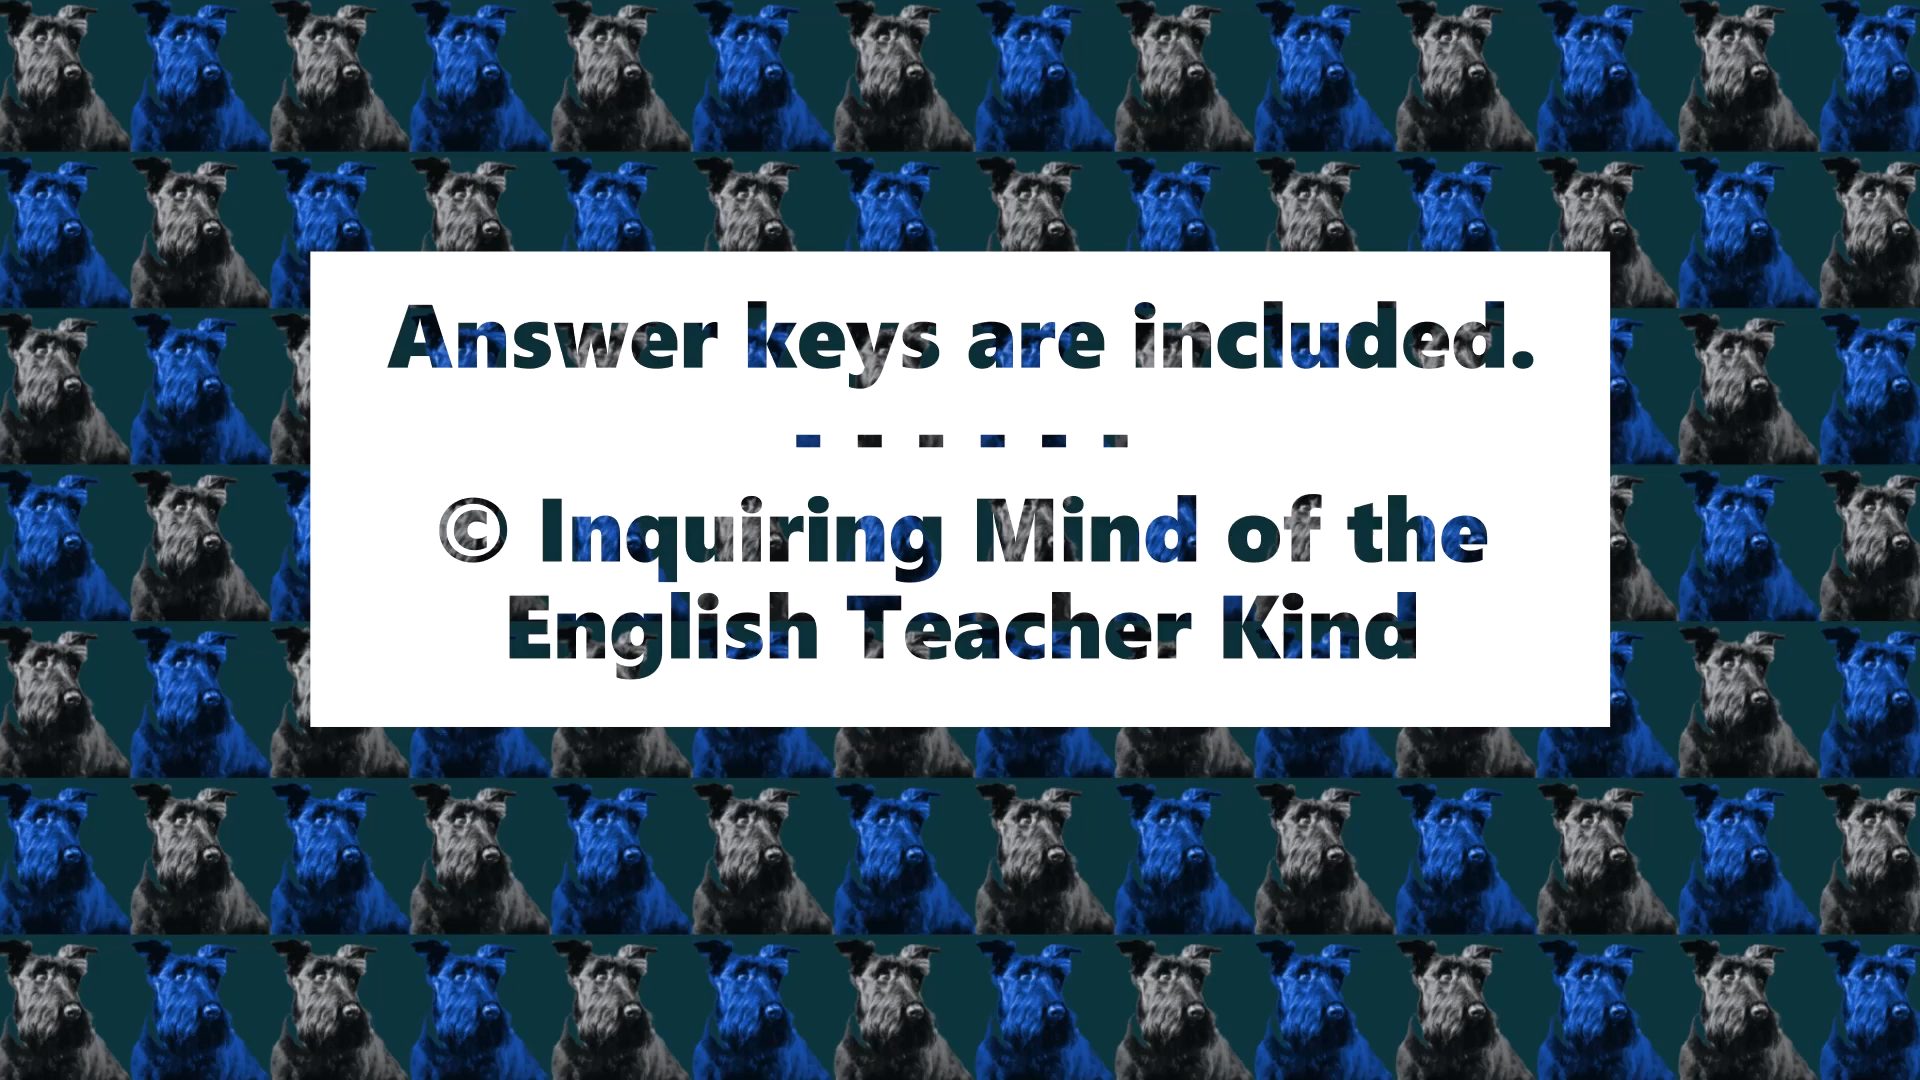 Answer keys are included.
- - - - - -
© Inquiring Mind of the
English Teacher Kind